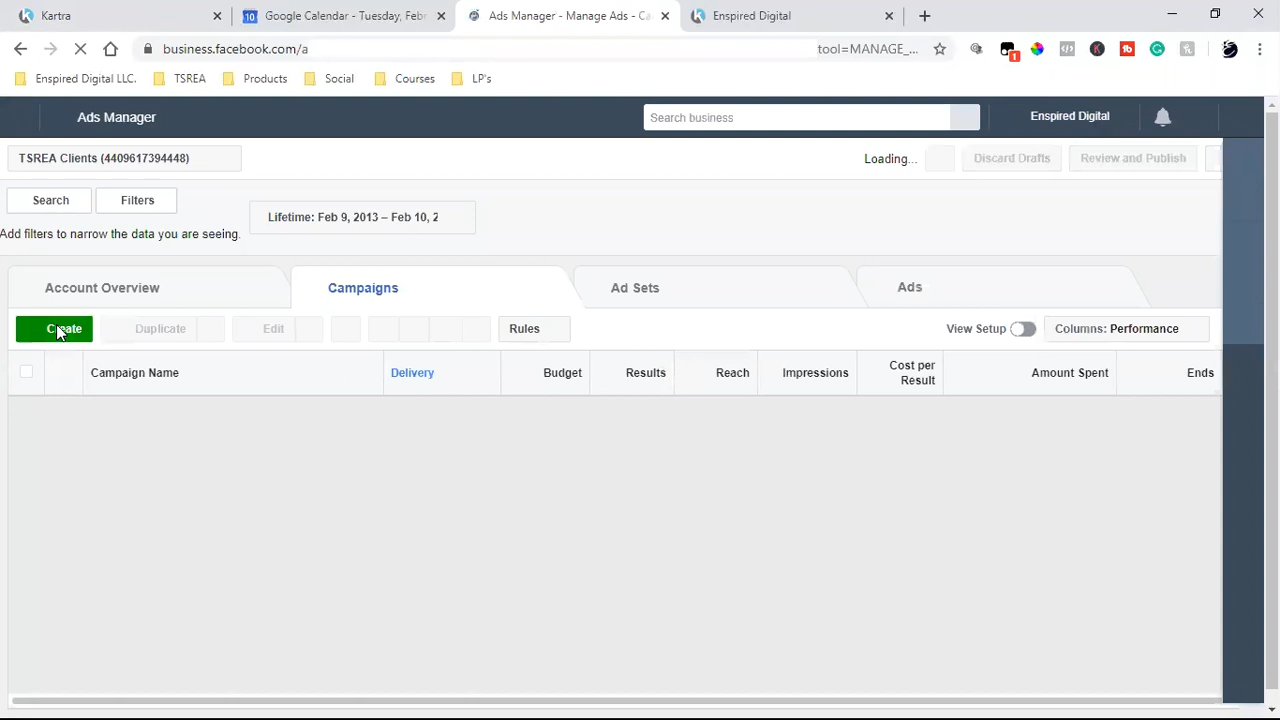 Kartra
10
Google Calendar - Tuesday, Febr
Ads Manager - Manage Ads - Ca
Enspired Digital
business.facebook.com/a
tool=MANAGE_...
1
Enspired Digital LLC.
TSREA
Products
Social
Courses
LP's
Ads Manager
Search business
Enspired Digital
TSREA Clients (4409617394448)
Loading...
Discard Drafts
Review and Publish
Search
Filters
Lifetime: Feb 9, 2013 – Feb 10, 2
Add filters to narrow the data you are seeing.
Account Overview
Campaigns
Ad Sets
Ads
Create
Duplicate
Edit
Rules
View Setup
Columns: Performance
Campaign Name
Delivery
Budget
Results
Reach
Impressions
Cost per
Result
Amount Spent
Ends